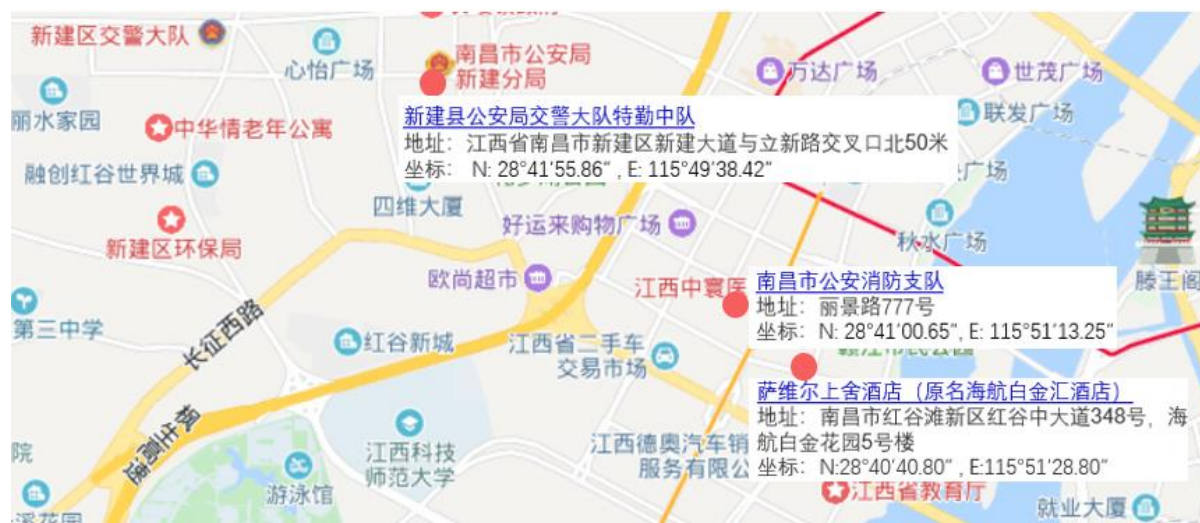 新建区交警大队
心怡广场
南昌市公安局
新建分局
万达广场
世茂广场
丽水家园
中华情老年公寓
联发广场
新建县公安局交警大队特勤中队
地址：江西省南昌市新建区新建大道与立新路交叉口北50米
坐标： N: 28°41'55.86" , E: 115°49'38.42"
融创红谷世界城
广场
四维大厦
好运来购物广场
新建区环保局
秋水广场
欧尚超市
江西中寰医
南昌市公安消防支队
地址：丽景路777号
坐标：N: 28°41'00.65", E: 115°51'13.25"
滕王阁
第三中学
长征西路
红谷新城
江西省二手车
交易市场
萨维尔上舍酒店（原名海航白金汇酒店）
地址：南昌市红谷滩新区红谷中大道348号，海
航白金花园5号楼
坐标：N:28°40'40.80" , E:115°51'28.80"
枫生高速
院
江西科技
师范大学
江西德奥汽车销
服务有限公
游泳馆
江西省教育厅
就业大厦